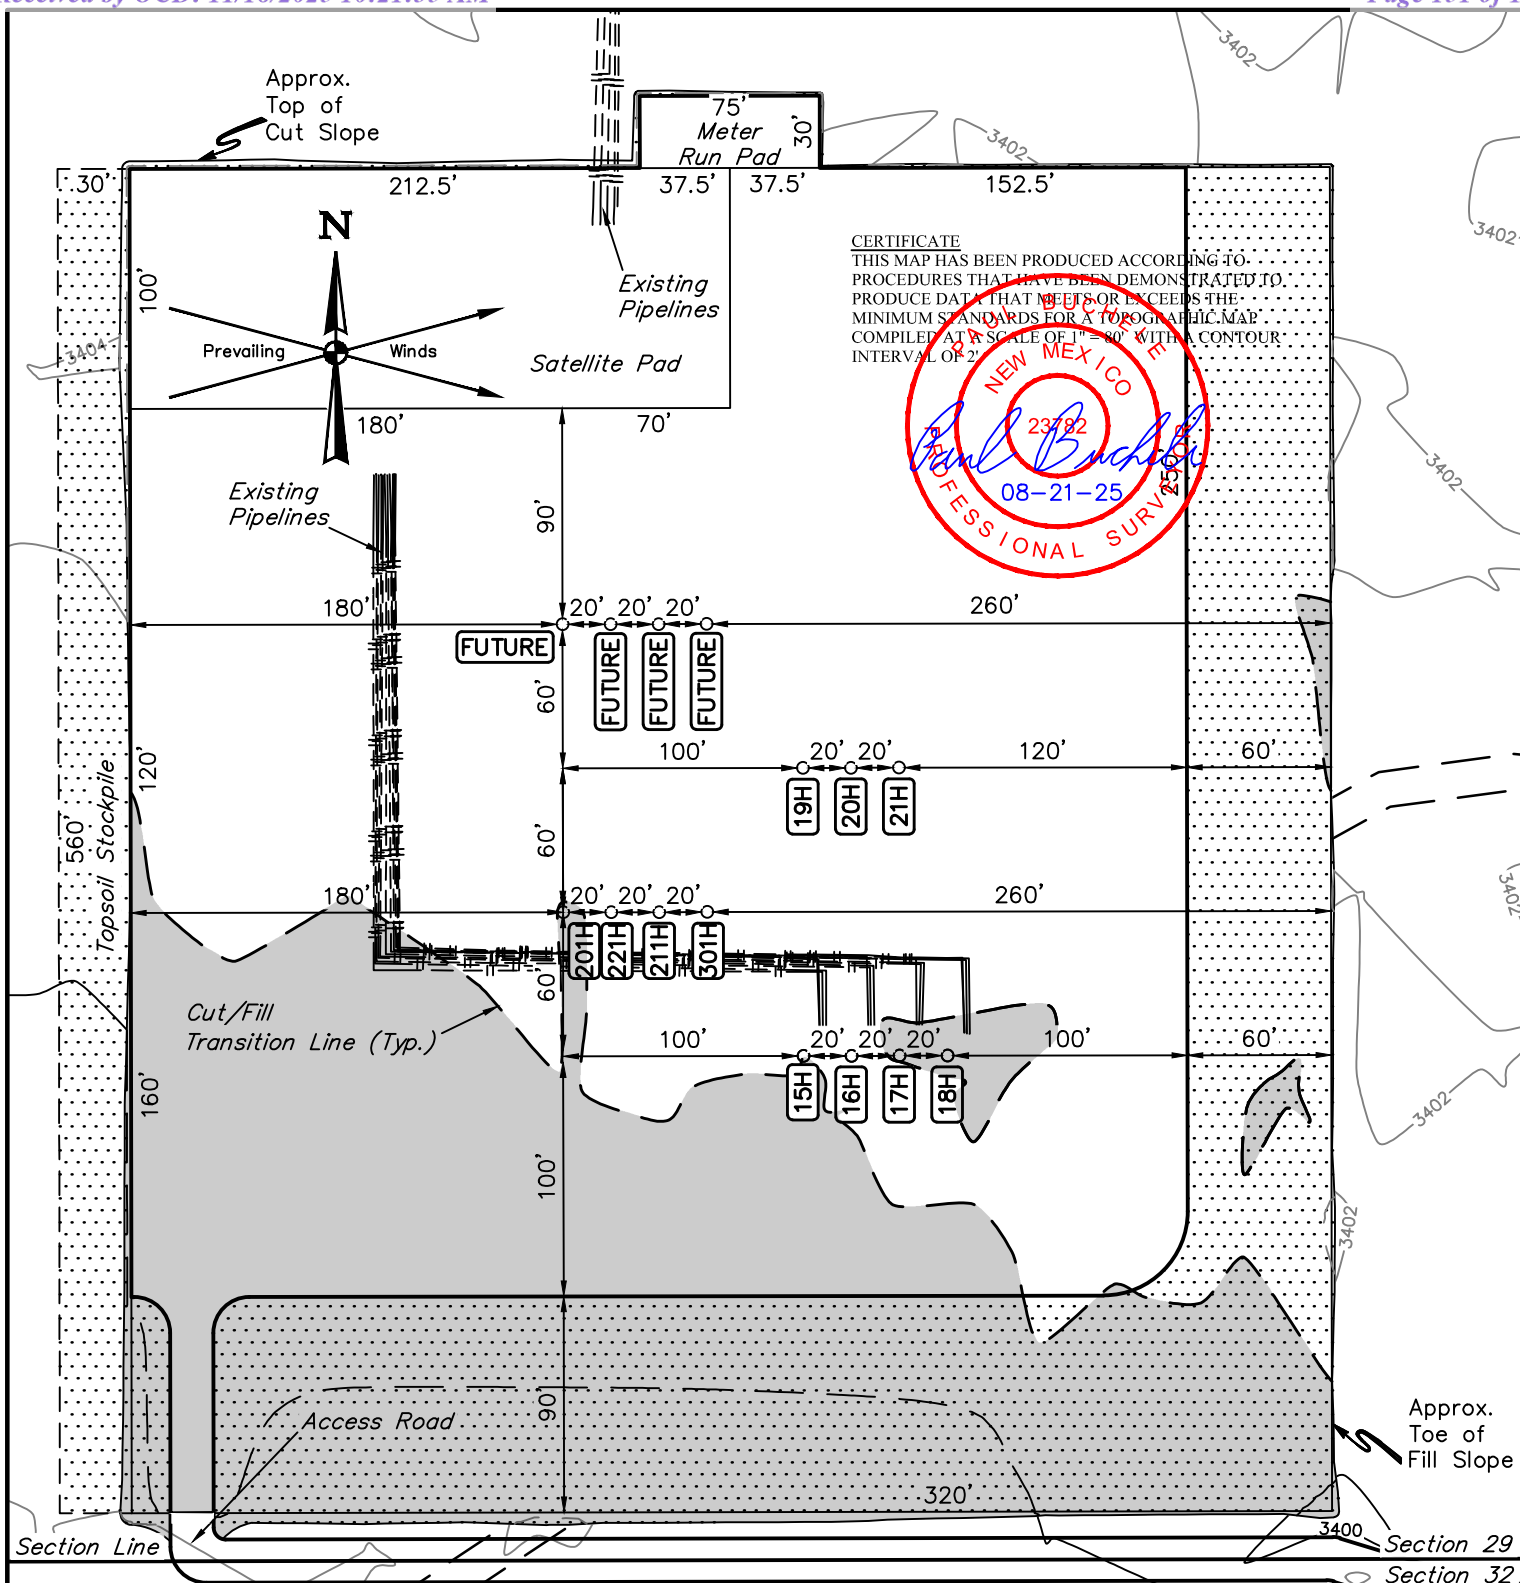 Approx.
Top of
Cut Slope
75'
Meter
Run Pad
30'
30'
212.5'
37.5'
37.5'
152.5'
3402
3402
3402
N
100'
Existing
Pipelines
Prevailing
Winds
Satellite Pad
3404
CERTIFICATE
THIS MAP HAS BEEN PRODUCED ACCORDING TO
PROCEDURES THAT HAVE BEEN DEMONSTRATED TO
PRODUCE DATA THAT MEETS OR EXCEEDS THE
MINIMUM STANDARDS FOR A TOPOGRAPHIC MAP
COMPILED AT A SCALE OF 1" = 80' WITH A CONTOUR
INTERVAL OF 2'.
PAUL BUCHELE
NEW MEXICO
23782
Paul Buchele
08-21-25
PROFESSIONAL SURVEYOR
180'
70'
3402
Existing
Pipelines
90'
180'
20'
20'
20'
260'
FUTURE
FUTURE
FUTURE
FUTURE
60'
100'
20'
20'
120'
60'
19H
20H
21H
120'
560'
Topsoil Stockpile
60'
180'
20'
20'
20'
260'
3402
201H
221H
211H
301H
60'
Cut/Fill
Transition Line (Typ.)
100'
20'
20'
20'
100'
60'
15H
16H
17H
18H
160'
3402
100'
3402
Access Road
90'
320'
Approx.
Toe of
Fill Slope
3400
Section Line
Section 29
Section 32